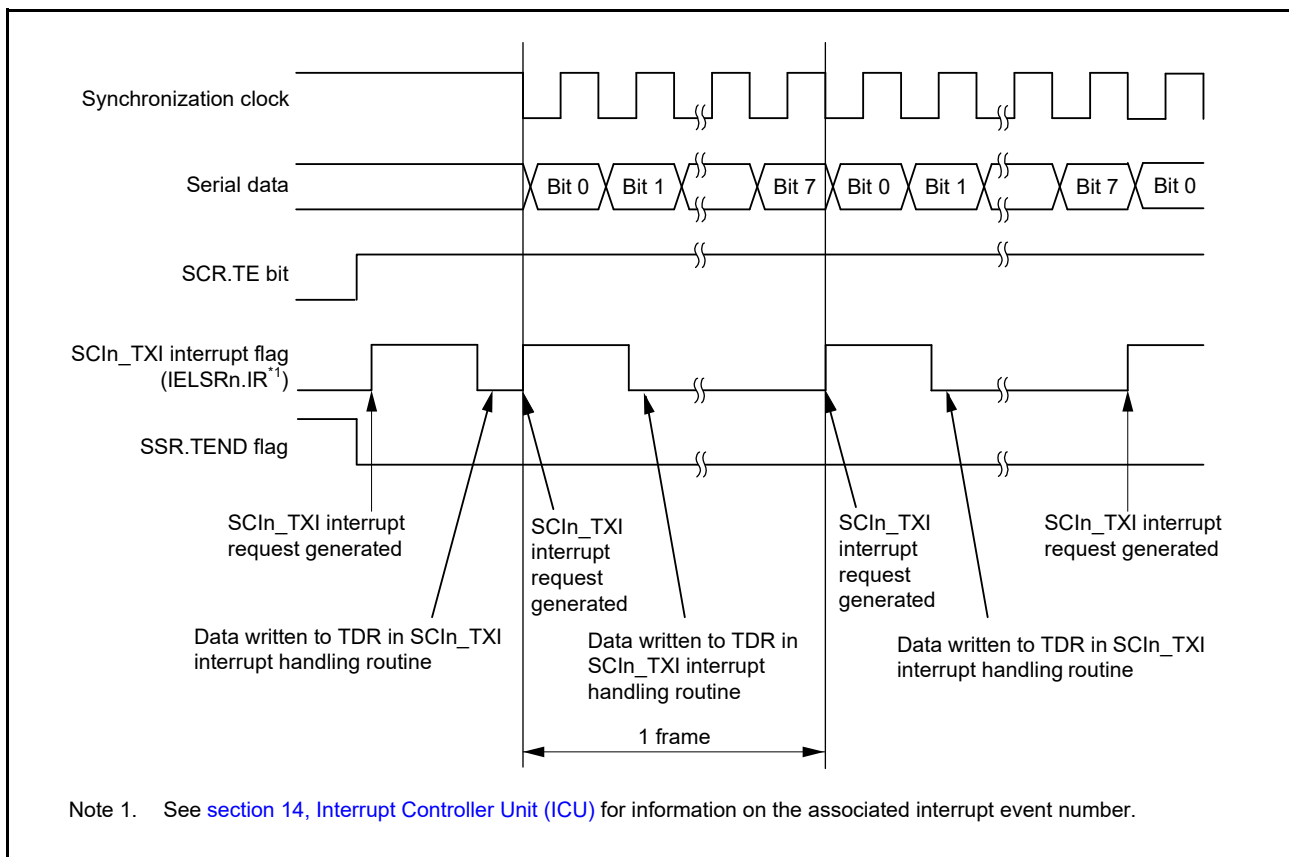 Synchronization clock
Serial data
Bit 0 Bit 1 Bit 7 Bit 0 Bit 1 Bit 7 Bit 0
SCR.TE bit
SCIn_TXI interrupt flag
(IELSRn.IR*1)
SSR.TEND flag
SCIn_TXI interrupt
request generated
SCIn_TXI
interrupt
request
generated
SCIn_TXI
interrupt
request
generated
SCIn_TXI interrupt
request generated
Data written to TDR in SCIn_TXI
interrupt handling routine
Data written to TDR in
SCIn_TXI interrupt
handling routine
Data written to TDR in SCIn_TXI
interrupt handling routine
1 frame
Note 1. See section 14, Interrupt Controller Unit (ICU) for information on the associated interrupt event number.